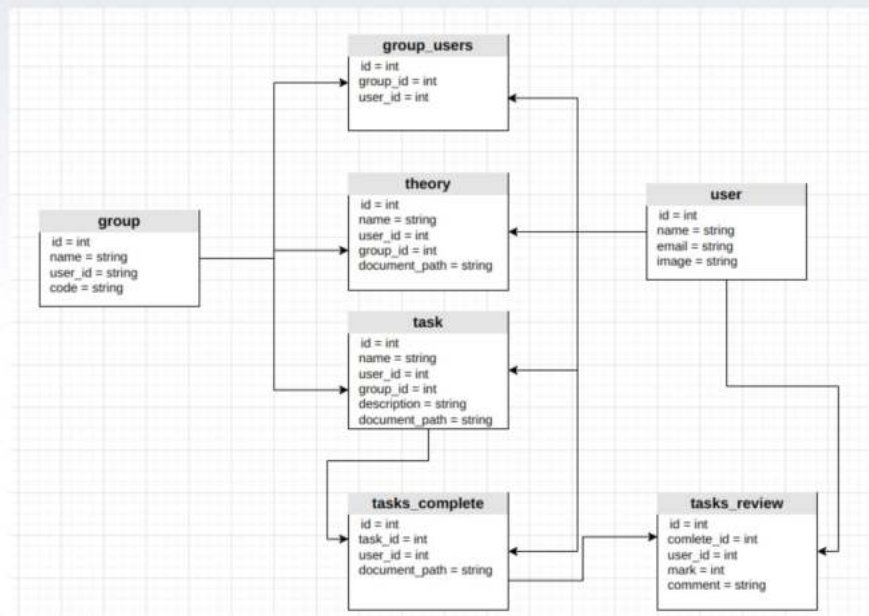 group_users
id = int
group_id = int
user_id = int
theory
id = int
name = string
user_id = int
group_id = int
document_path = string
user
id = int
name = string
email = string
image = string
group
id = int
name = string
user_id = string
code = string
task
id = int
name = string
user_id = int
group_id = int
description = string
document_path = string
tasks_complete
id = int
task_id = int
user_id = int
document_path = string
tasks_review
id = int
comlete_id = int
user_id = int
mark = int
comment = string